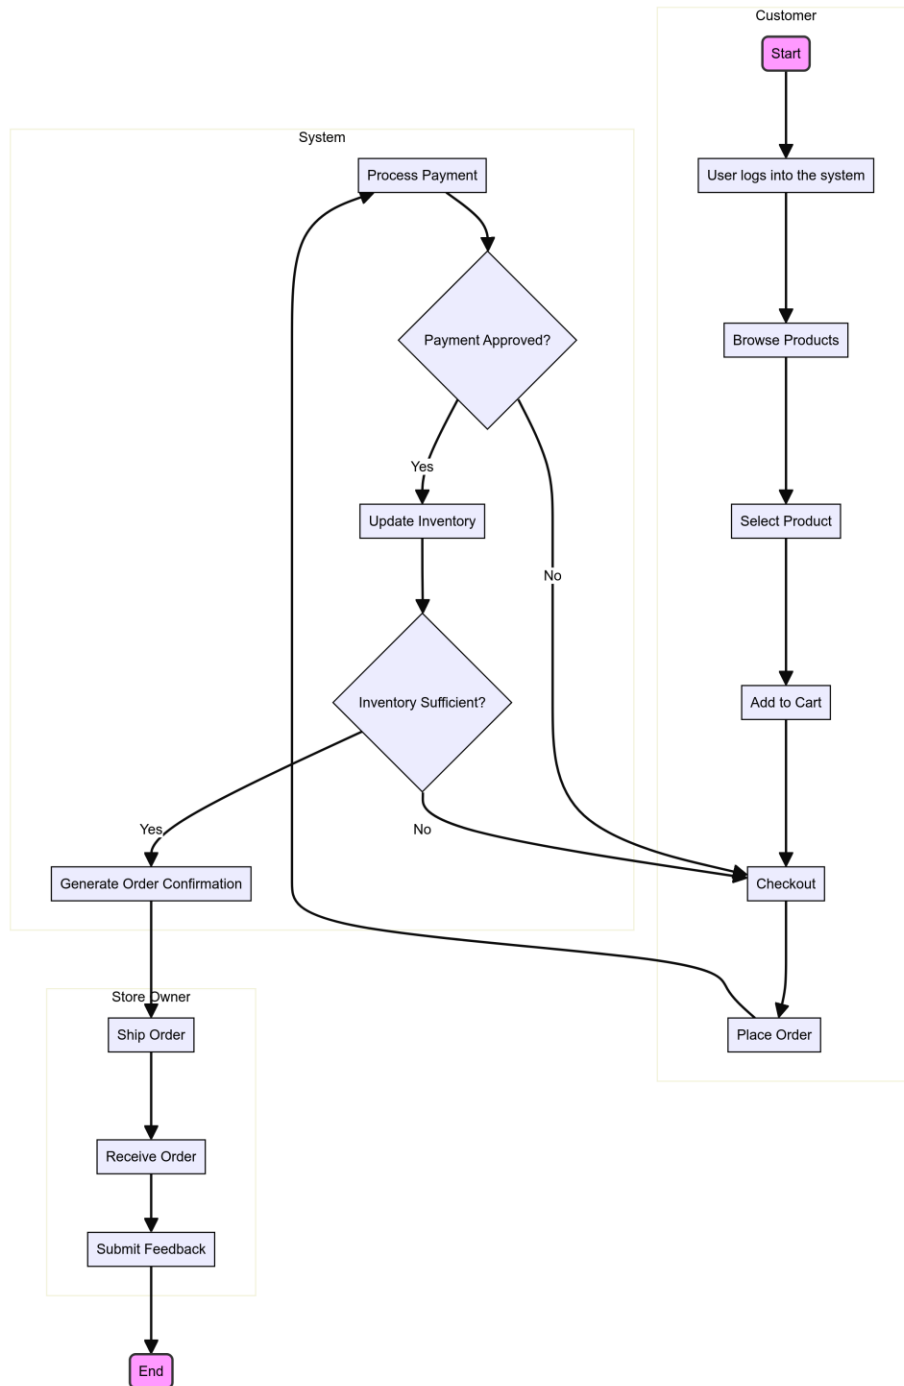 Customer
Start
User logs into the system
Browse Products
Select Product
Add to Cart
Checkout
Place Order
System
Process Payment
Payment Approved?
Yes
No
Update Inventory
Inventory Sufficient?
Yes
No
Generate Order Confirmation
Store Owner
Ship Order
Receive Order
Submit Feedback
End